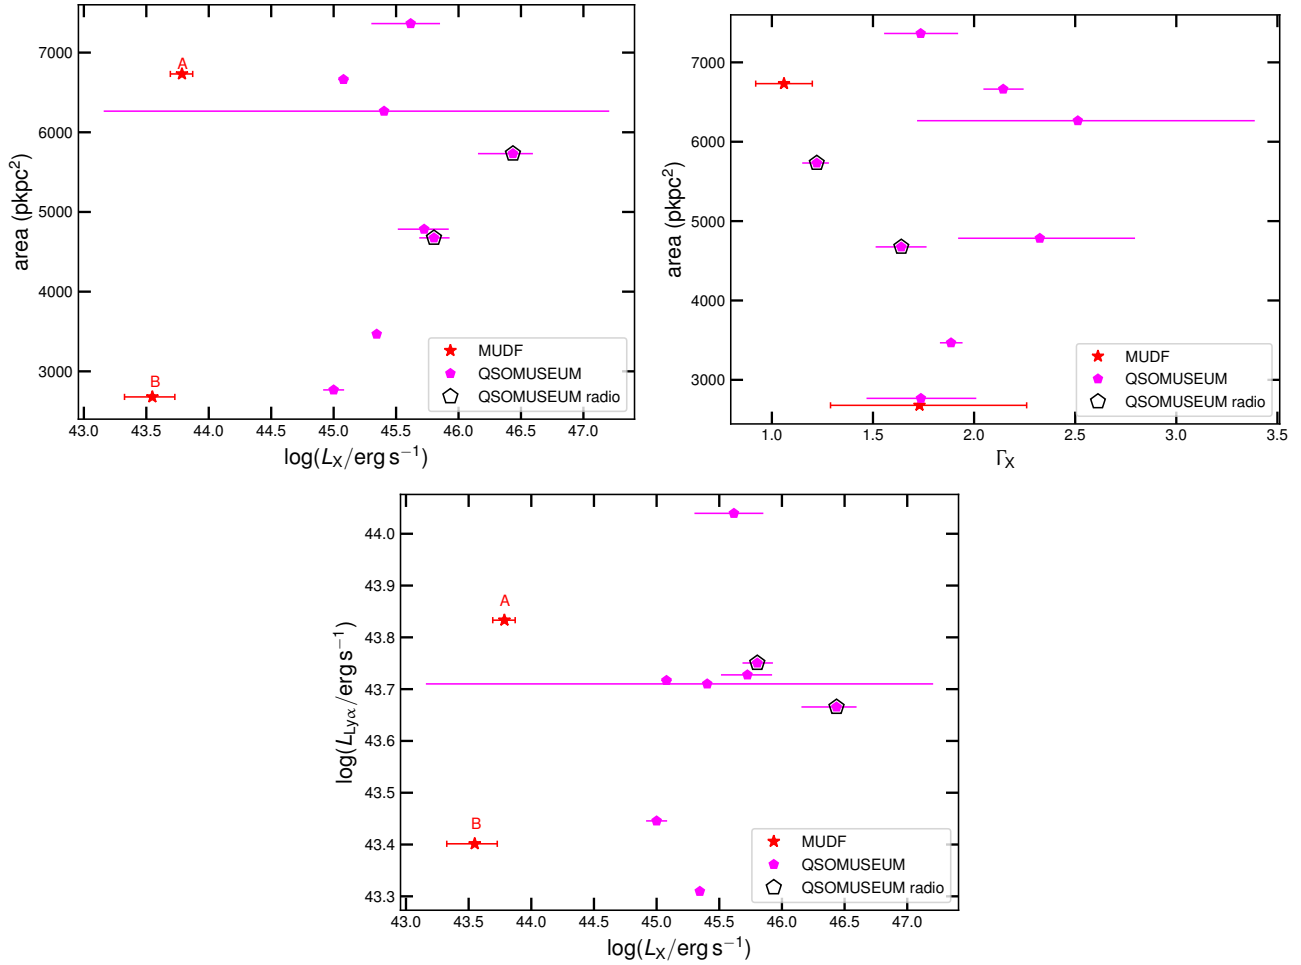 7000
6000
5000
4000
3000
area (pkpc²)
A
B
MUDF
QSOMUSEUM
QSOMUSEUM radio
43.0 43.5 44.0 44.5 45.0 45.5 46.0 46.5 47.0
log(L_X/erg s⁻¹)
7000
6000
5000
4000
3000
area (pkpc²)
MUDF
QSOMUSEUM
QSOMUSEUM radio
1.0 1.5 2.0 2.5 3.0 3.5
Γ_X
44.0
43.9
43.8
43.7
43.6
43.5
43.4
43.3
log(L_Lyα/erg s⁻¹)
A
B
MUDF
QSOMUSEUM
QSOMUSEUM radio
43.0 43.5 44.0 44.5 45.0 45.5 46.0 46.5 47.0
log(L_X/erg s⁻¹)